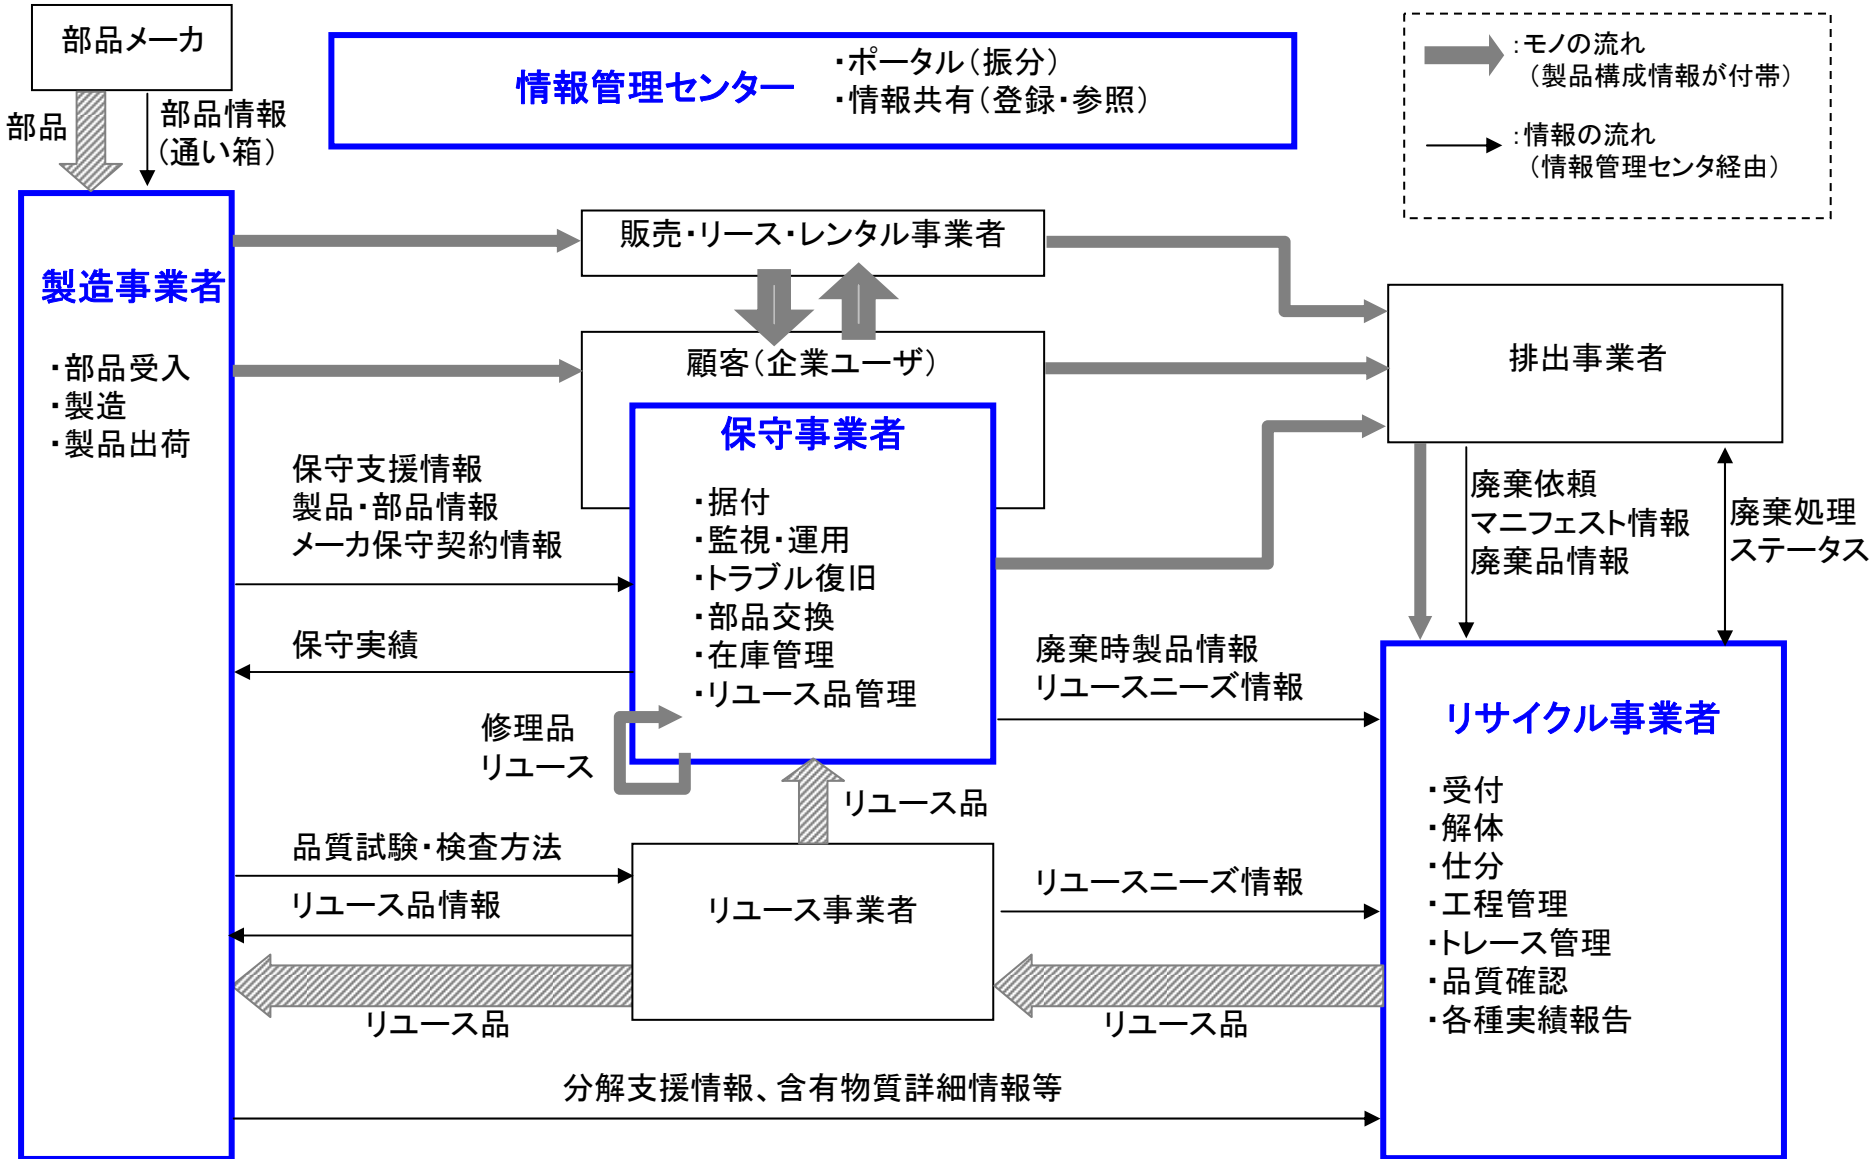 部品メーカ
部品
部品情報
(通い箱)
情報管理センター
・ポータル(振分)
・情報共有(登録・参照)
:モノの流れ
(製品構成情報が付帯)
:情報の流れ
(情報管理センタ経由)
製造事業者
・部品受入
・製造
・製品出荷
販売・リース・レンタル事業者
顧客(企業ユーザ)
保守事業者
・据付
・監視・運用
・トラブル復旧
・部品交換
・在庫管理
・リユース品管理
排出事業者
保守支援情報
製品・部品情報
メーカ保守契約情報
保守実績
修理品
リユース
廃棄依頼
マニフェスト情報
廃棄品情報
廃棄処理
ステータス
廃棄時製品情報
リユースニーズ情報
リサイクル事業者
・受付
・解体
・仕分
・工程管理
・トレース管理
・品質確認
・各種実績報告
リユース品
品質試験・検査方法
リユース品情報
リユース事業者
リユースニーズ情報
リユース品
リユース品
分解支援情報、含有物質詳細情報等